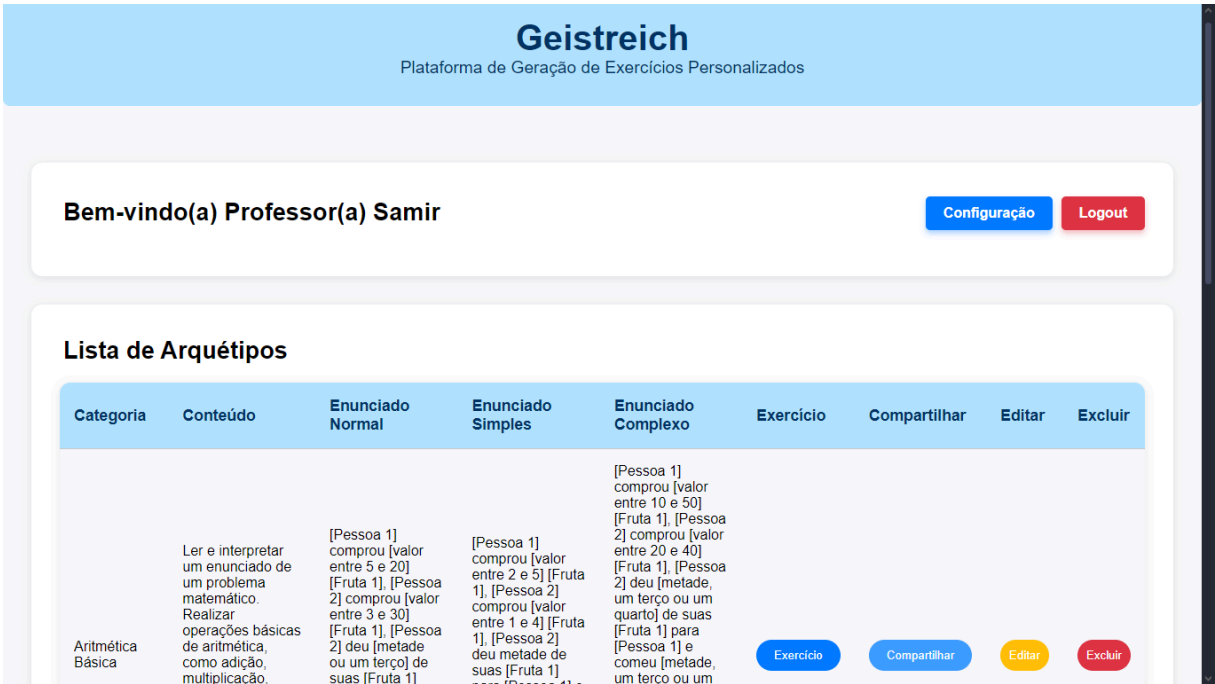 Geistreich
Plataforma de Geração de Exercícios Personalizados
Bem-vindo(a) Professor(a) Samir
Configuração
Logout
Lista de Arquétipos
Categoria
Conteúdo
Enunciado
Normal
Enunciado
Simples
Enunciado
Complexo
Exercício
Compartilhar
Editar
Excluir
Aritmética
Básica
Ler e interpretar
um enunciado de
um problema
matemático.
Realizar
operações básicas
de aritmética,
como adição,
multiplicação,
[Pessoa 1]
comprou [valor
entre 5 e 20]
[Fruta 1], [Pessoa
2] comprou [valor
entre 3 e 30]
[Fruta 1], [Pessoa
2] deu [metade
ou um terço] de
suas [Fruta 1]
[Pessoa 1]
comprou [valor
entre 2 e 5] [Fruta
1], [Pessoa 2]
comprou [valor
entre 1 e 4] [Fruta
1], [Pessoa 2]
deu metade de
suas [Fruta 1]
para [Pessoa 1] e
[Pessoa 1]
comprou [valor
entre 10 e 50]
[Fruta 1], [Pessoa
2] comprou [valor
entre 20 e 40]
[Fruta 1], [Pessoa
2] deu [metade,
um terço ou um
quarto] de suas
[Fruta 1] para
[Pessoa 1] e
comeu [metade,
um terço ou um
Exercício
Compartilhar
Editar
Excluir